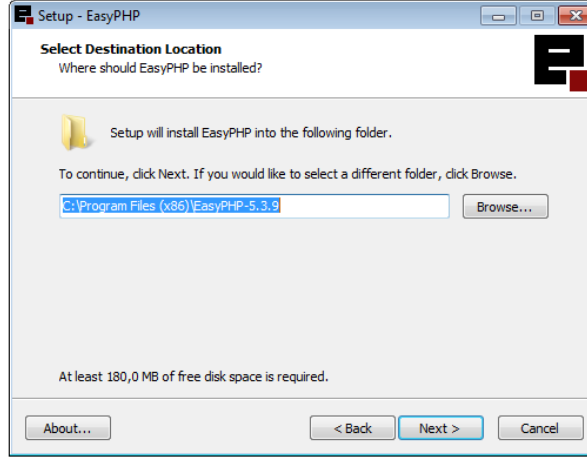 Setup - EasyPHP
Select Destination Location
Where should EasyPHP be installed?
Setup will install EasyPHP into the following folder.
To continue, click Next. If you would like to select a different folder, click Browse.
C:\Program Files (x86)\EasyPHP-5.3.9
Browse...
At least 180,0 MB of free disk space is required.
About...
< Back
Next >
Cancel